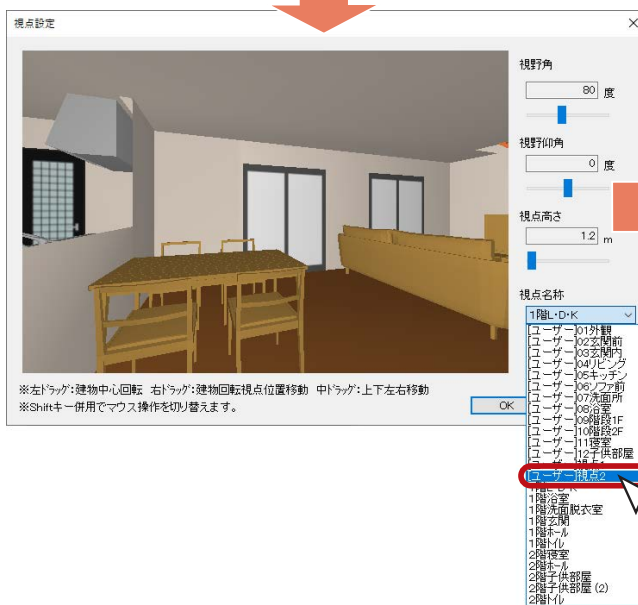 視点設定
視野角
80 度
視野仰角
0 度
視点高さ
1.2 m
視点名称
1階L・D・K
[ユーザー]01外観
[ユーザー]02玄関前
[ユーザー]03玄関内
[ユーザー]04リビング
[ユーザー]05キッチン
[ユーザー]06ソファ前
[ユーザー]07洗面所
[ユーザー]08浴室
[ユーザー]09階段1F
[ユーザー]10階段2F
[ユーザー]11寝室
[ユーザー]12子供部屋
[ユーザー]視点1
[ユーザー]視点2
1階L・D・K
1階浴室
1階洗面脱衣室
1階玄関
1階ホール
1階トイレ
2階寝室
2階ホール
2階子供部屋
2階子供部屋 (2)
2階トイレ
※左ドラッグ:建物中心回転 右ドラッグ:建物回転視点位置移動 中ドラッグ:上下左右移動
※Shiftキー併用でマウス操作を切り替えます。
OK